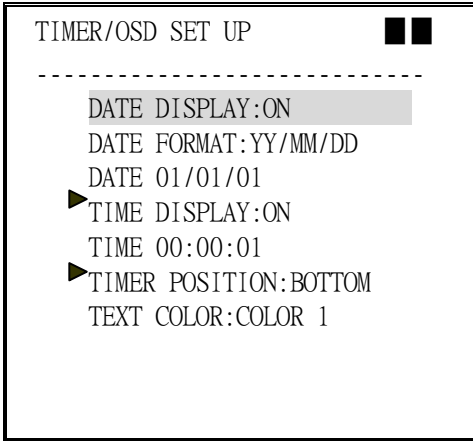 TIMER/OSD SET UP
----------------------------
DATE DISPLAY:ON
DATE FORMAT:YY/MM/DD
DATE 01/01/01
TIME DISPLAY:ON
TIME 00:00:01
TIMER POSITION:BOTTOM
TEXT COLOR:COLOR 1